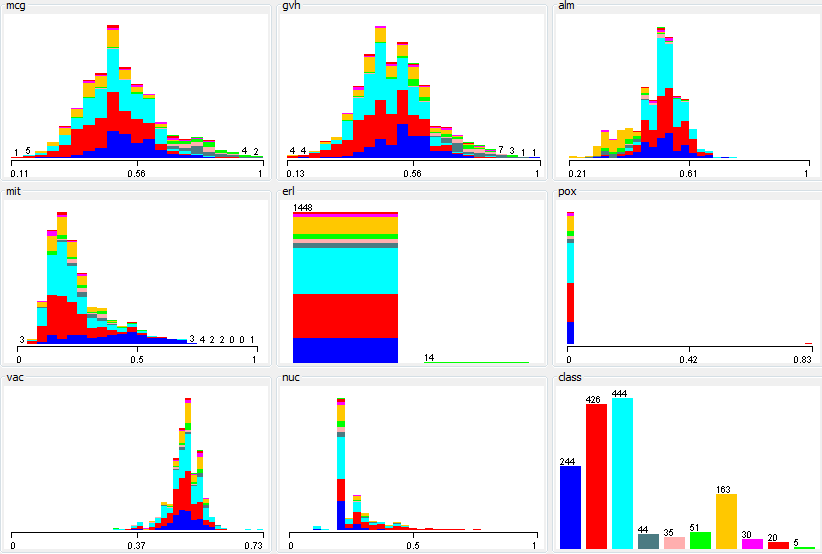 mcg
1 5 4 2
0.11 0.56 1
gvh
4 4 7 3 1 1
0.13 0.56 1
alm
0.21 0.61 1
mit
3 3 4 2 2 0 0 1
0 0.5 1
erl
1448
14
pox
0 0.42 0.83
vac
0 0.37 0.73
nuc
0 0.5 1
class
244 426 444 44 35 51 163 30 20 5